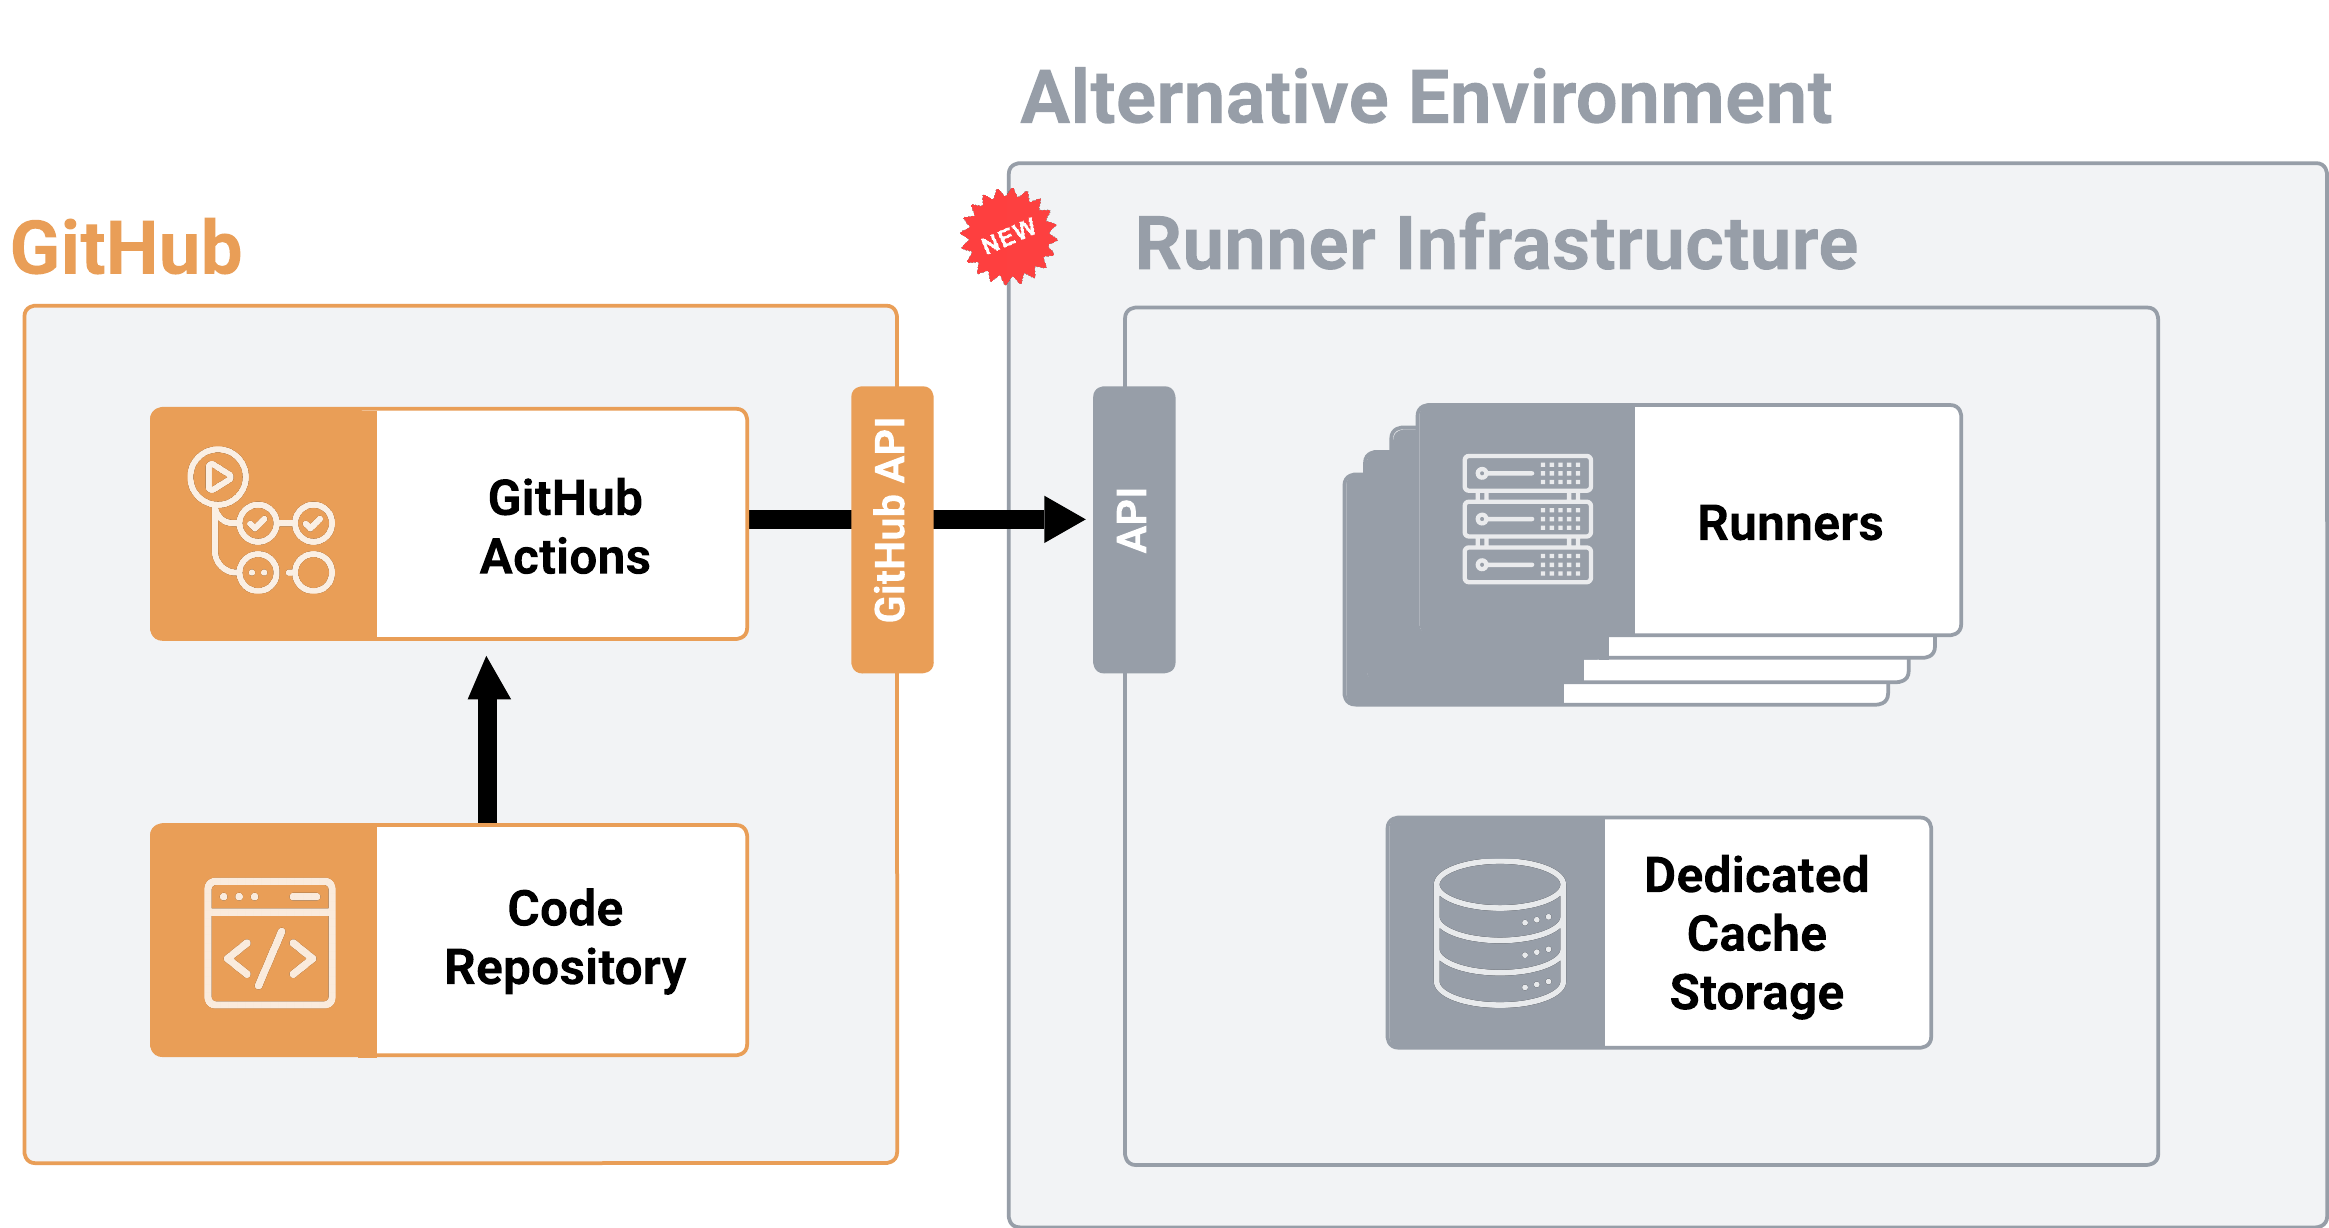 Alternative Environment
GitHub
NEW
Runner Infrastructure
GitHub
Actions
GitHub API
API
Runners
Code
Repository
Dedicated
Cache
Storage